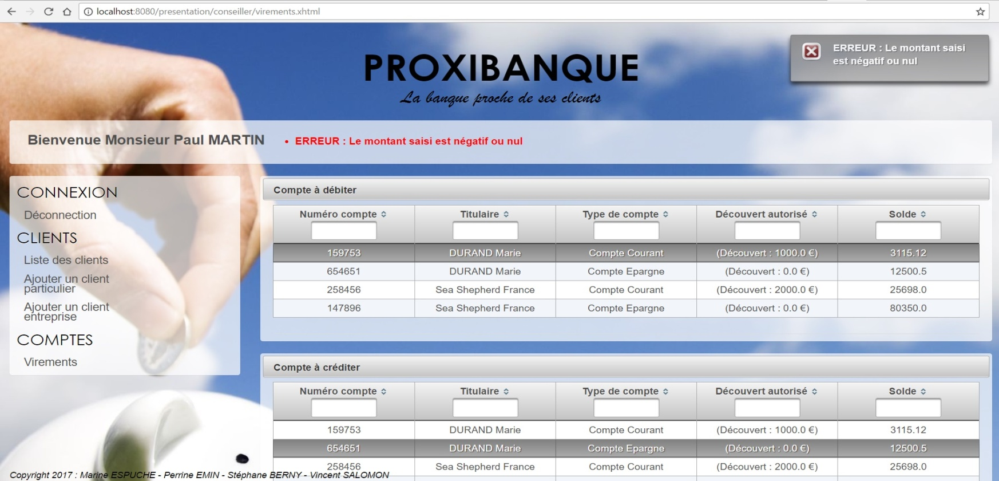 localhost:8080/presentation/conseiller/virements.xhtml
ERREUR : Le montant saisi
est négatif ou nul
PROXIBANQUE
La banque proche de ses clients
Bienvenue Monsieur Paul MARTIN
• ERREUR : Le montant saisi est négatif ou nul
CONNEXION
Déconnection
CLIENTS
Liste des clients
Ajouter un client
particulier
Ajouter un client
entreprise
COMPTES
Virements
Compte à débiter
Numéro compte Titulaire Type de compte Découvert autorisé Solde
159753 DURAND Marie Compte Courant (Découvert : 1000.0 €) 3115.12
654651 DURAND Marie Compte Epargne (Découvert : 0.0 €) 12500.5
258456 Sea Shepherd France Compte Courant (Découvert : 2000.0 €) 25698.0
147896 Sea Shepherd France Compte Epargne (Découvert : 0.0 €) 80350.0
Compte à créditer
Numéro compte Titulaire Type de compte Découvert autorisé Solde
159753 DURAND Marie Compte Courant (Découvert : 1000.0 €) 3115.12
654651 DURAND Marie Compte Epargne (Découvert : 0.0 €) 12500.5
258456 Sea Shepherd France Compte Courant (Découvert : 2000.0 €) 25698.0
Copyright 2017 : Marine ESPUCHE - Perrine EMIN - Stéphane BERNY - Vincent SALOMON